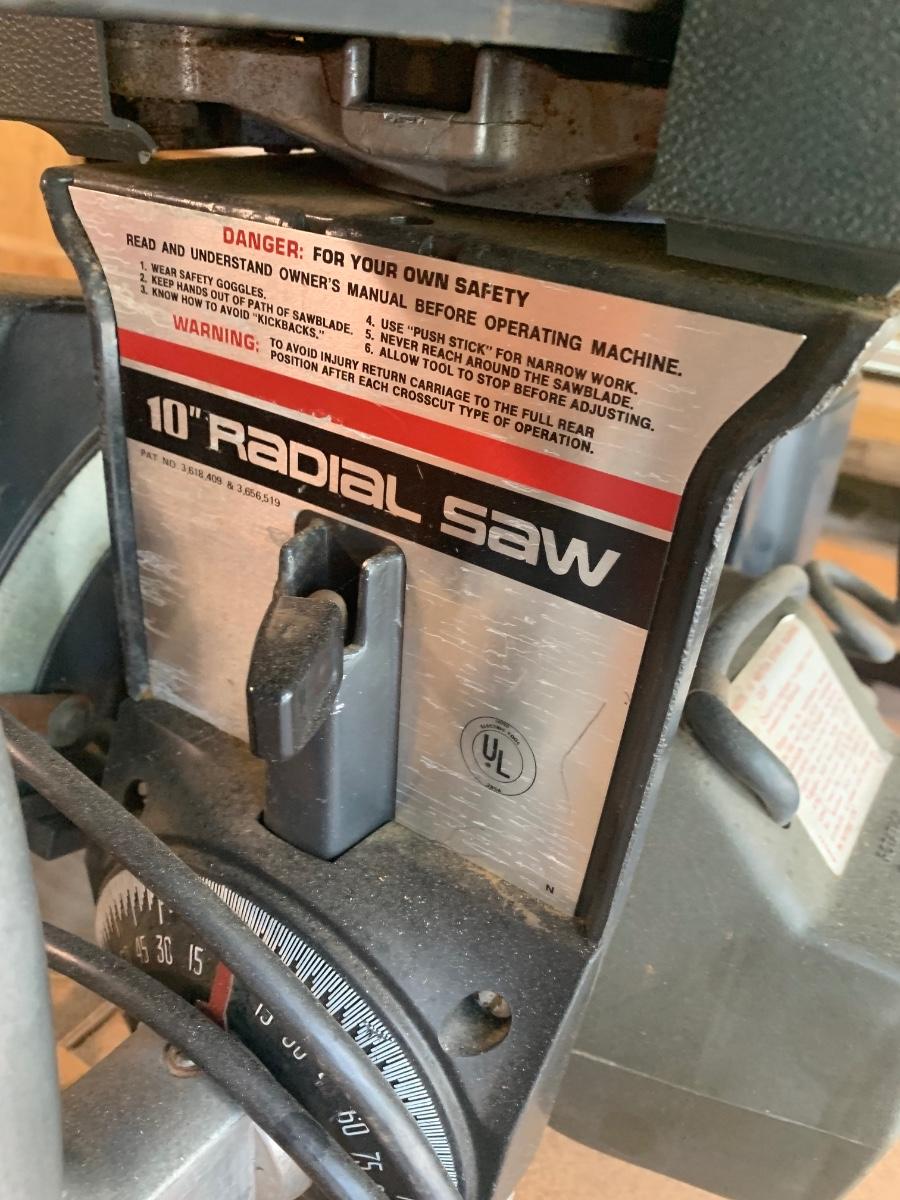 DANGER: FOR YOUR OWN SAFETY
READ AND UNDERSTAND OWNER'S MANUAL BEFORE OPERATING MACHINE.
1. WEAR SAFETY GOGGLES.
2. KEEP HANDS OUT OF PATH OF SAWBLADE.
3. KNOW HOW TO AVOID "KICKBACKS."
4. USE "PUSH STICK" FOR NARROW WORK.
5. NEVER REACH AROUND THE SAWBLADE.
6. ALLOW TOOL TO STOP BEFORE ADJUSTING.
WARNING: TO AVOID INJURY RETURN CARRIAGE TO THE FULL REAR
POSITION AFTER EACH CROSSCUT TYPE OF OPERATION.
10" RADIAL SAW
PAT NO. 3,618,409 & 3,656,519
UL
N
45 30 15
60 75